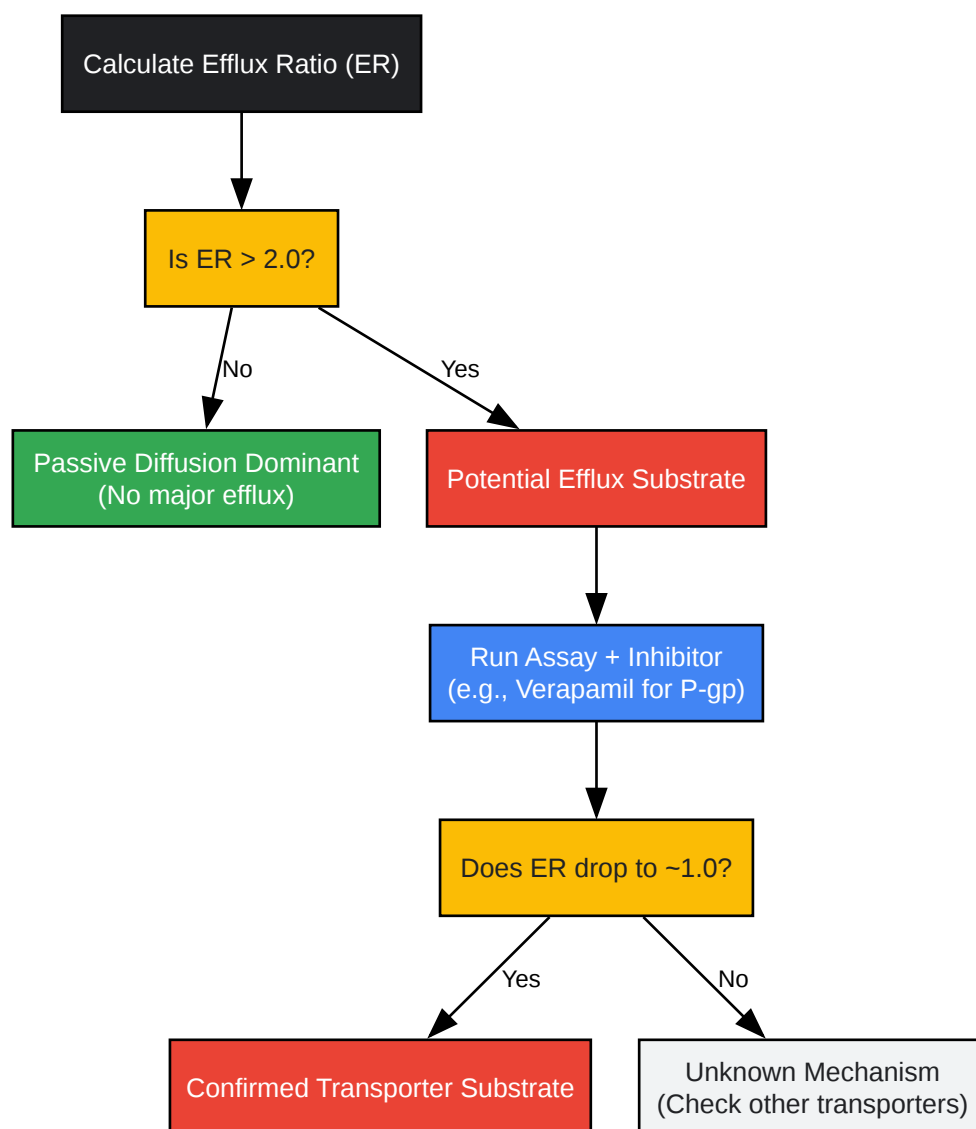 Calculate Efflux Ratio (ER)
Is ER > 2.0?
No
Yes
Passive Diffusion Dominant
(No major efflux)
Potential Efflux Substrate
Run Assay + Inhibitor
(e.g., Verapamil for P-gp)
Does ER drop to ~1.0?
Yes
No
Confirmed Transporter Substrate
Unknown Mechanism
(Check other transporters)